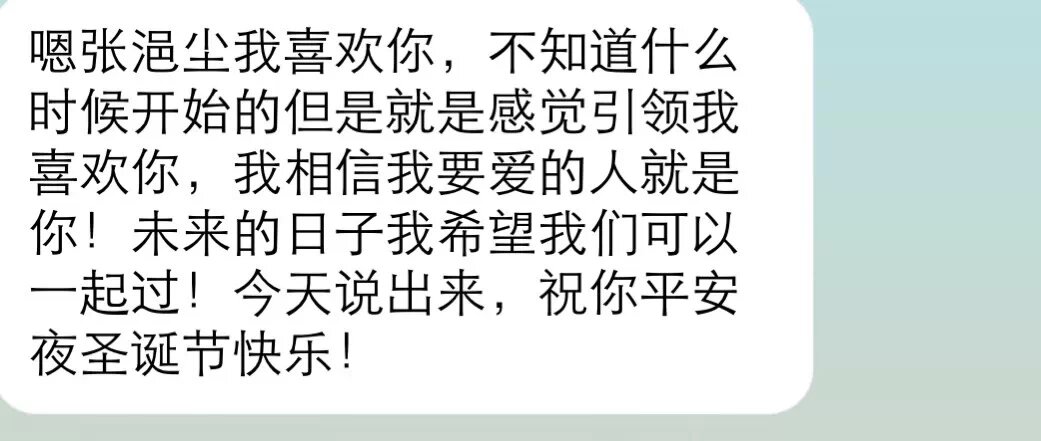 嗯张浥尘我喜欢你，不知道什么
时候开始的但是就是感觉引领我
喜欢你，我相信我要爱的人就是
你！未来的日子我希望我们可以
一起过！今天说出来，祝你平安
夜圣诞节快乐！